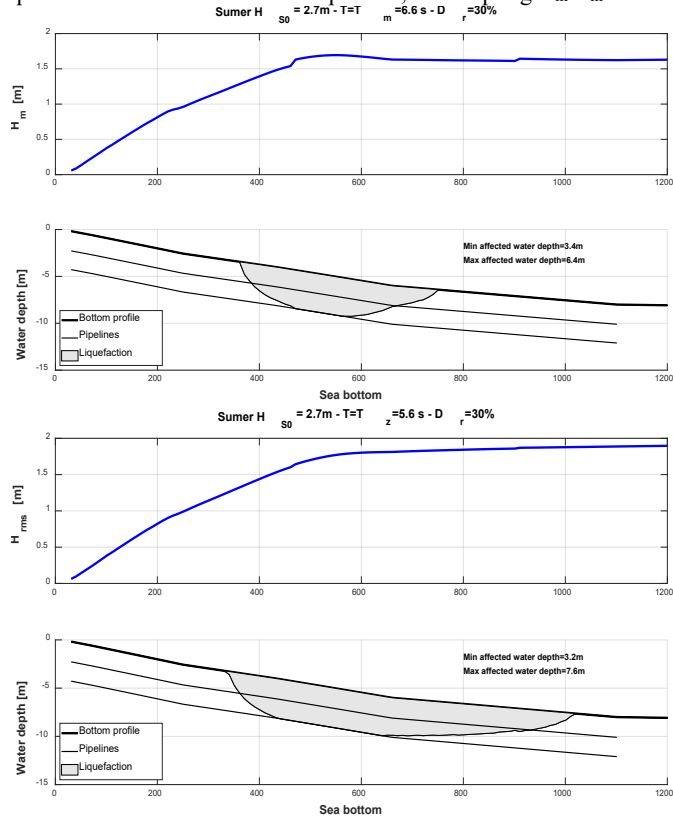 Sumer H S0 = 2.7m - T=T m =6.6 s - D r =30%
2
1.5
1
0.5
0
H m [m]
0 200 400 600 800 1000 1200
0
-5
-10
-15
Water depth [m]
Min affected water depth=3.4m
Max affected water depth=6.4m
Bottom profile
Pipelines
Liquefaction
0 200 400 600 800 1000 1200
Sea bottom
Sumer H S0 = 2.7m - T=T z =5.6 s - D r =30%
2
1.5
1
0.5
0
H rms [m]
0 200 400 600 800 1000 1200
0
-5
-10
-15
Water depth [m]
Min affected water depth=3.2m
Max affected water depth=7.6m
Bottom profile
Pipelines
Liquefaction
0 200 400 600 800 1000 1200
Sea bottom